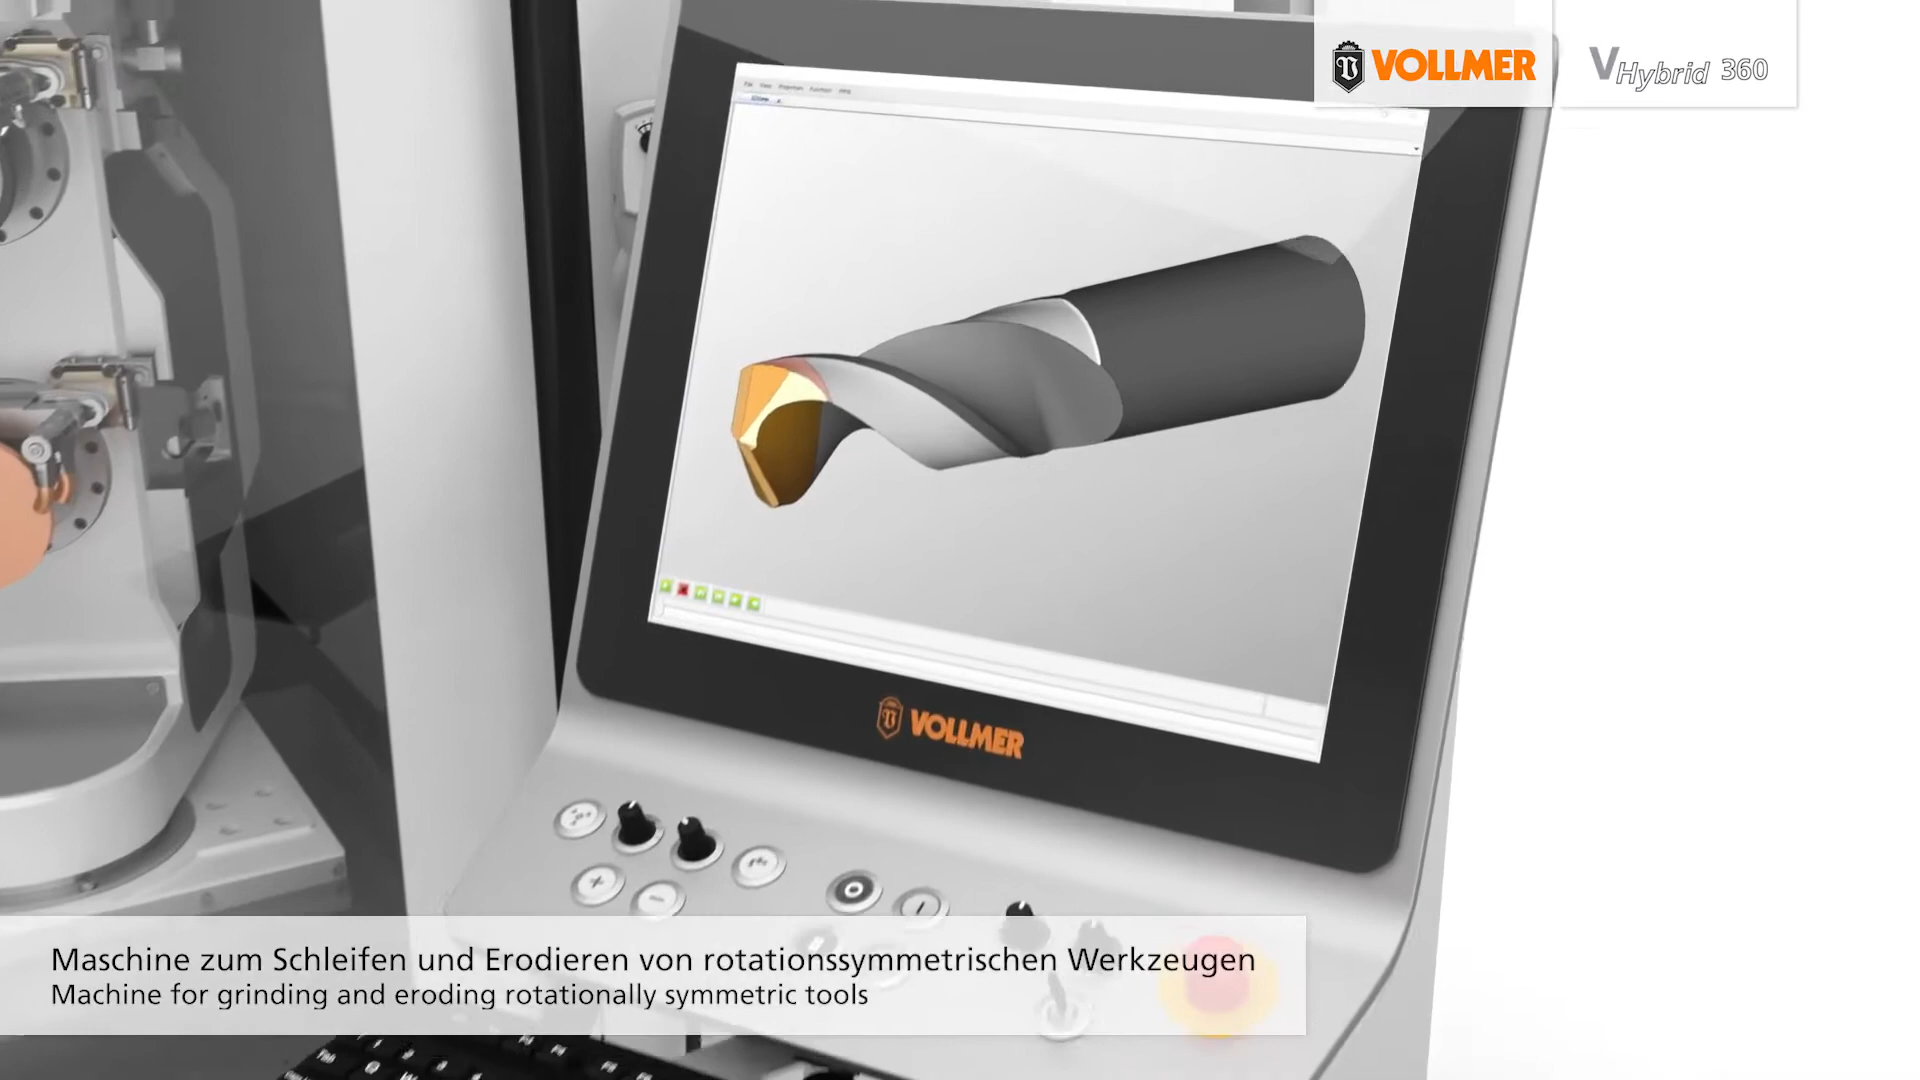 VOLLMER
VHybrid 360
VOLLMER
Maschine zum Schleifen und Erodieren von rotationssymmetrischen Werkzeugen
Machine for grinding and eroding rotationally symmetric tools